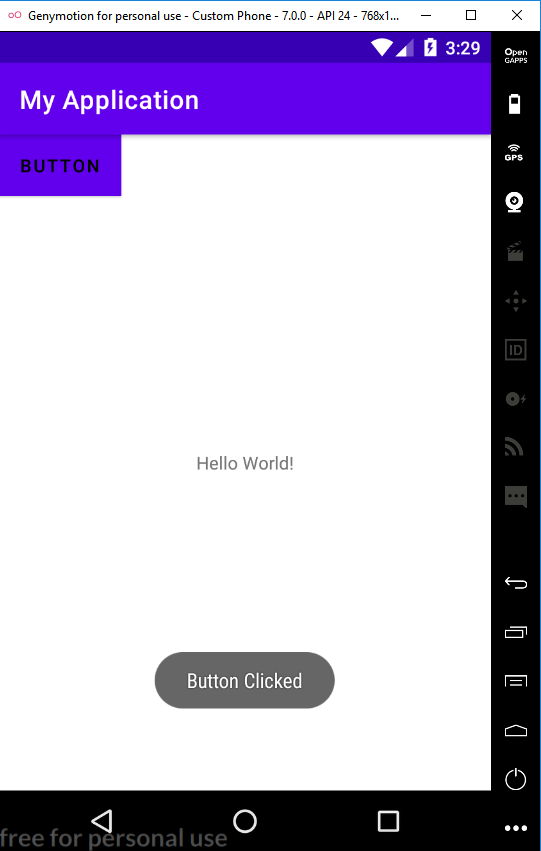 Genymotion for personal use - Custom Phone - 7.0.0 - API 24 - 768x1...
3:29
Open
GAPPS
My Application
GPS
BUTTON
ID
Hello World!
Button Clicked
free for personal use